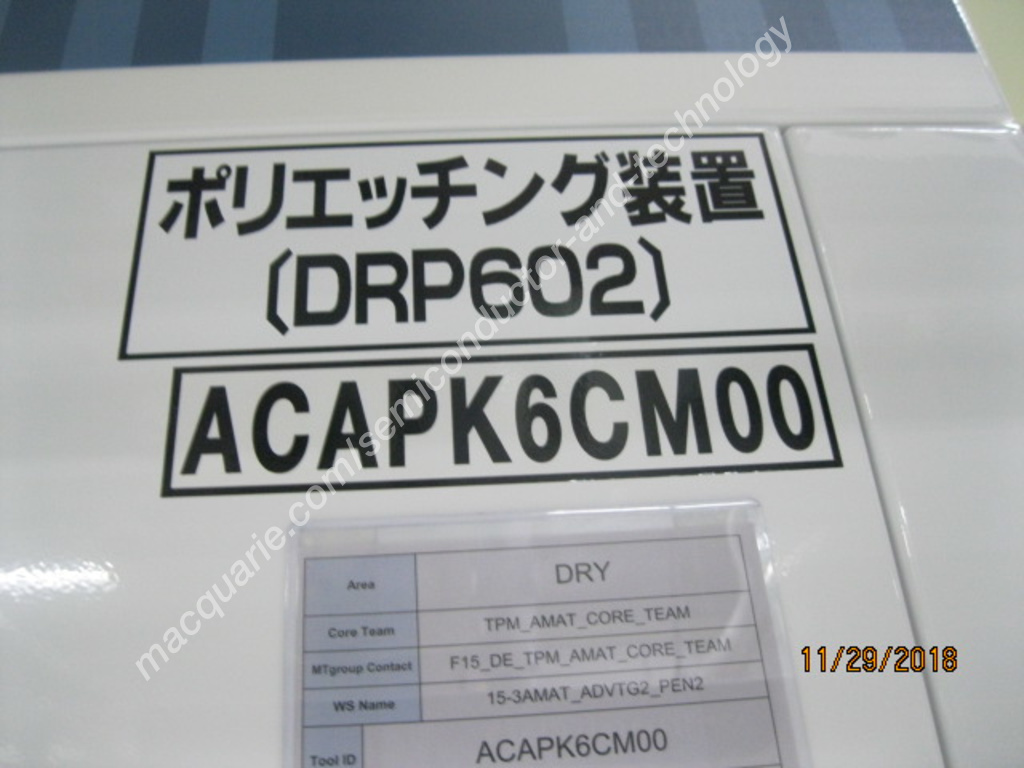 ポリエッチング装置
(DRP602)
ACAPK6CM00
Area DRY
Core Team TPM_AMAT_CORE_TEAM
MTgroup Contact F15_DE_TPM_AMAT_CORE_TEAM
WS Name 15-3AMAT_ADVTG2_PEN2
Tool ID ACAPK6CM00
11/29/2018
macquarie.com/semiconductor-and-technology